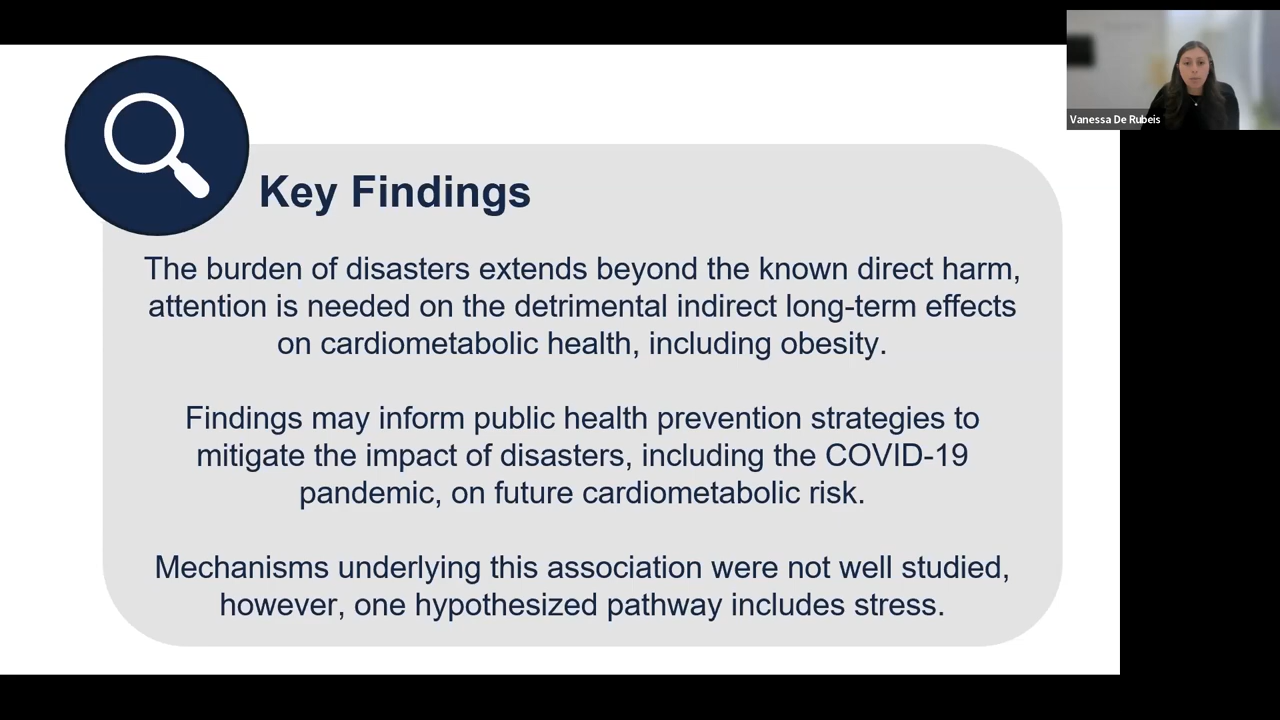 Vanessa De Rubeis
Key Findings
The burden of disasters extends beyond the known direct harm,
attention is needed on the detrimental indirect long-term effects
on cardiometabolic health, including obesity.
Findings may inform public health prevention strategies to
mitigate the impact of disasters, including the COVID-19
pandemic, on future cardiometabolic risk.
Mechanisms underlying this association were not well studied,
however, one hypothesized pathway includes stress.